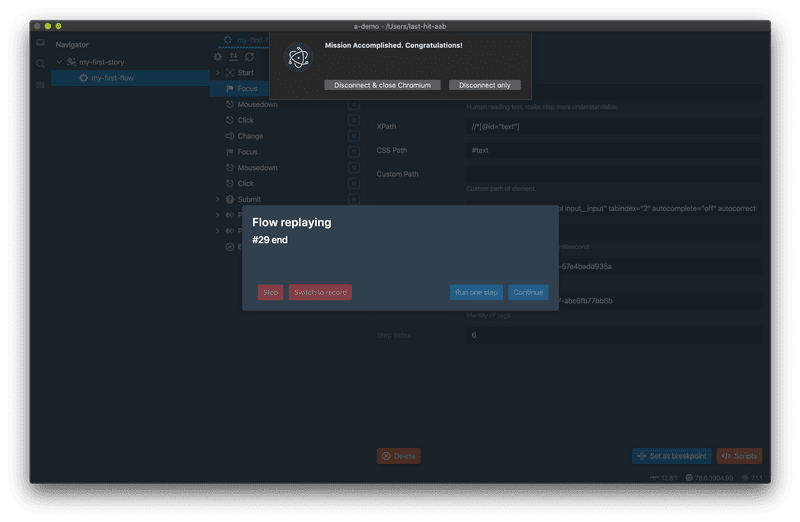 a-demo - /Users/last-hit-aab
Navigator
my-first-story
my-first-flow
my-first-f
Mission Accomplished. Congratulations!
Disconnect & close Chromium
Disconnect only
Start
Focus
Mousedown
Click
Change
Focus
Mousedown
Click
Submit
Human reading text, make step more understandable.
XPath
//*[@id="text"]
CSS Path
#text
Custom Path
Custom path of element.
input__input" tabindex="2" autocomplete="off" autocorrect
Flow replaying
#29 end
Stop
Switch to record
Run one step
Continue
-57e4badd935a
-abc6fb77bb8b
Identity of page.
Step Index
6
Delete
Set as breakpoint
Scripts
12.8.1
78.0.3904.99
7.1.1